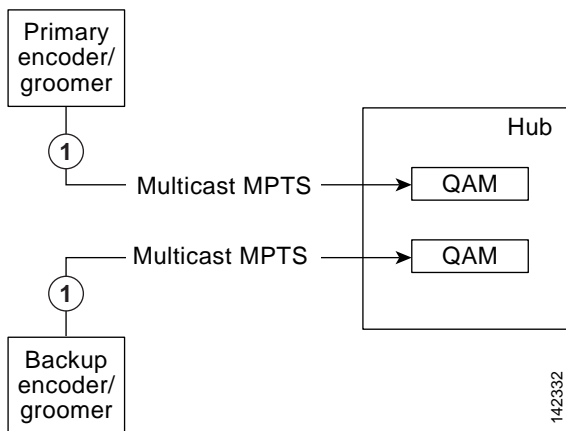 Primary
encoder/
groomer
1
Hub
Multicast MPTS
QAM
Multicast MPTS
QAM
1
Backup
encoder/
groomer
142332